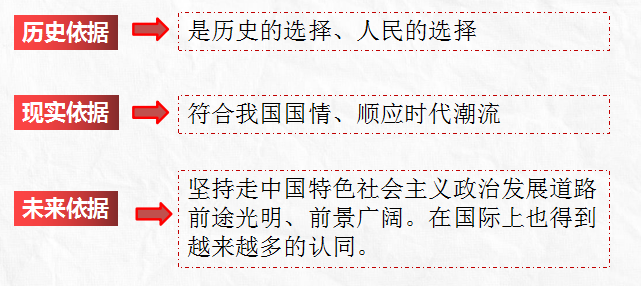 历史依据
是历史的选择、人民的选择
现实依据
符合我国国情、顺应时代潮流
未来依据
坚持走中国特色社会主义政治发展道路
前途光明、前景广阔。在国际上也得到
越来越多的认同。